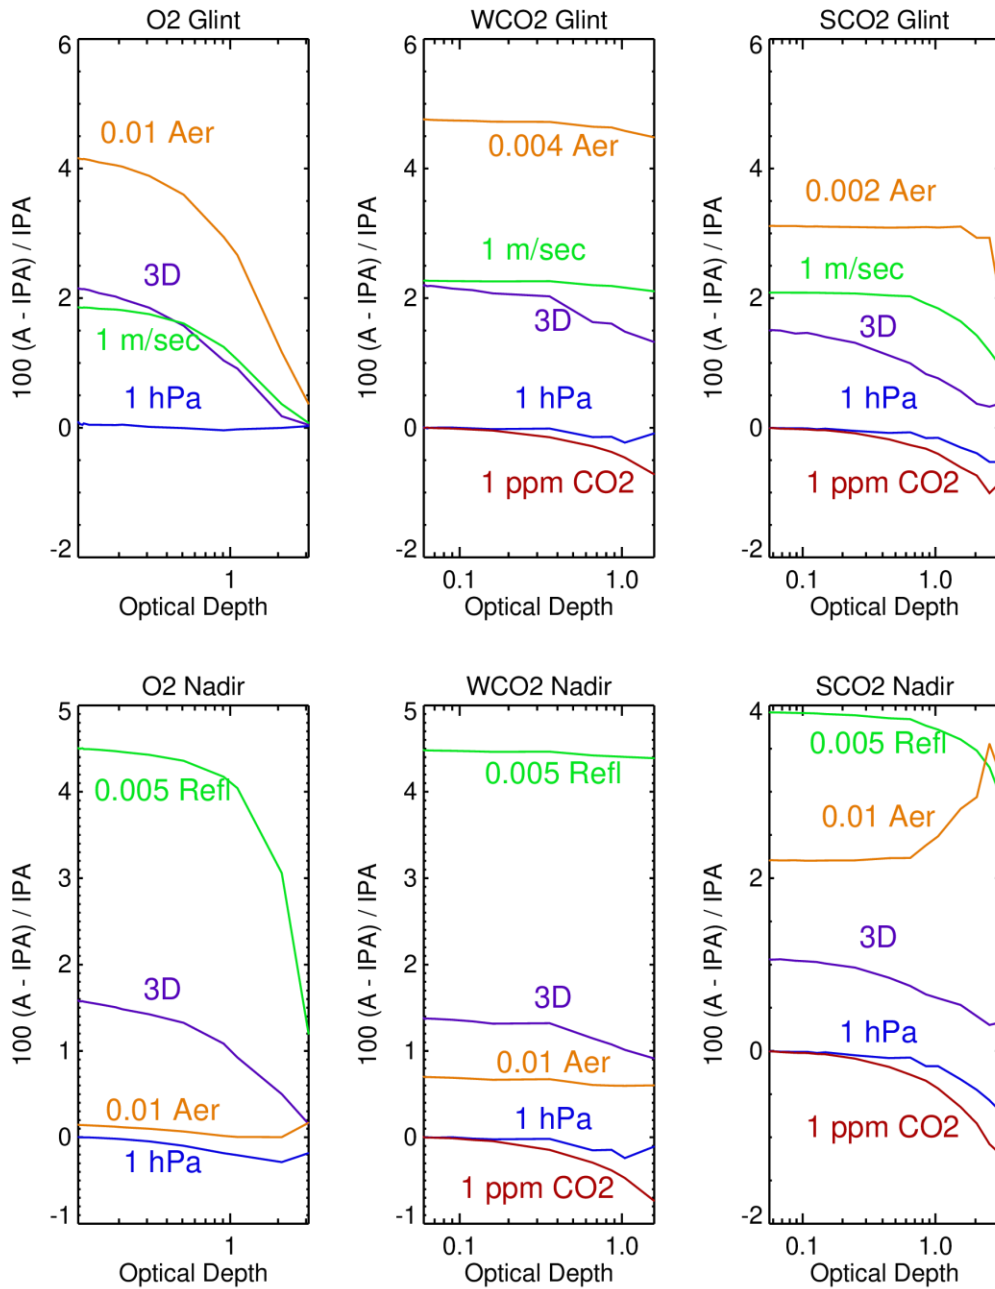 O2 Glint
6
4
2
0
-2
100 (A - IPA) / IPA
0.01 Aer
3D
1 m/sec
1 hPa
1
Optical Depth
WCO2 Glint
6
4
2
0
-2
100 (A - IPA) / IPA
0.004 Aer
1 m/sec
3D
1 hPa
1 ppm CO2
0.1 1.0
Optical Depth
SCO2 Glint
6
4
2
0
-2
100 (A - IPA) / IPA
0.002 Aer
1 m/sec
3D
1 hPa
1 ppm CO2
0.1 1.0
Optical Depth
O2 Nadir
5
4
3
2
1
0
-1
100 (A - IPA) / IPA
0.005 Refl
3D
0.01 Aer
1 hPa
1
Optical Depth
WCO2 Nadir
5
4
3
2
1
0
-1
100 (A - IPA) / IPA
0.005 Refl
3D
0.01 Aer
1 hPa
1 ppm CO2
0.1 1.0
Optical Depth
SCO2 Nadir
4
2
0
-2
100 (A - IPA) / IPA
0.005 Refl
0.01 Aer
3D
1 hPa
1 ppm CO2
0.1 1.0
Optical Depth